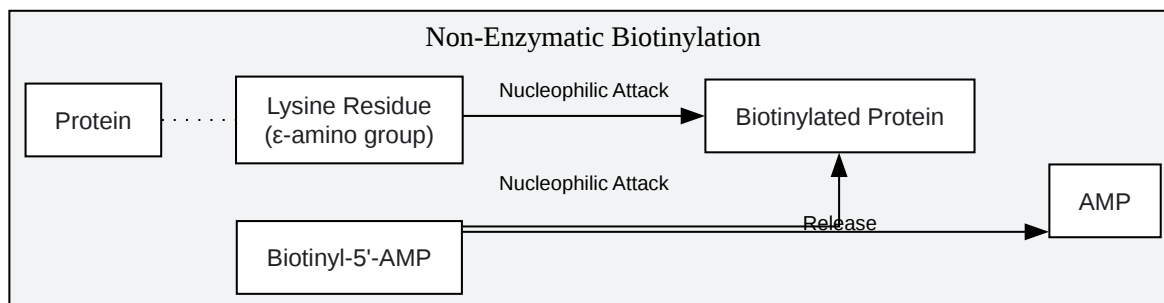 Non-Enzymatic Biotinylation
Protein
Lysine Residue
(ε-amino group)
Nucleophilic Attack
Biotinylated Protein
Nucleophilic Attack
Biotinyl-5'-AMP
Release
AMP